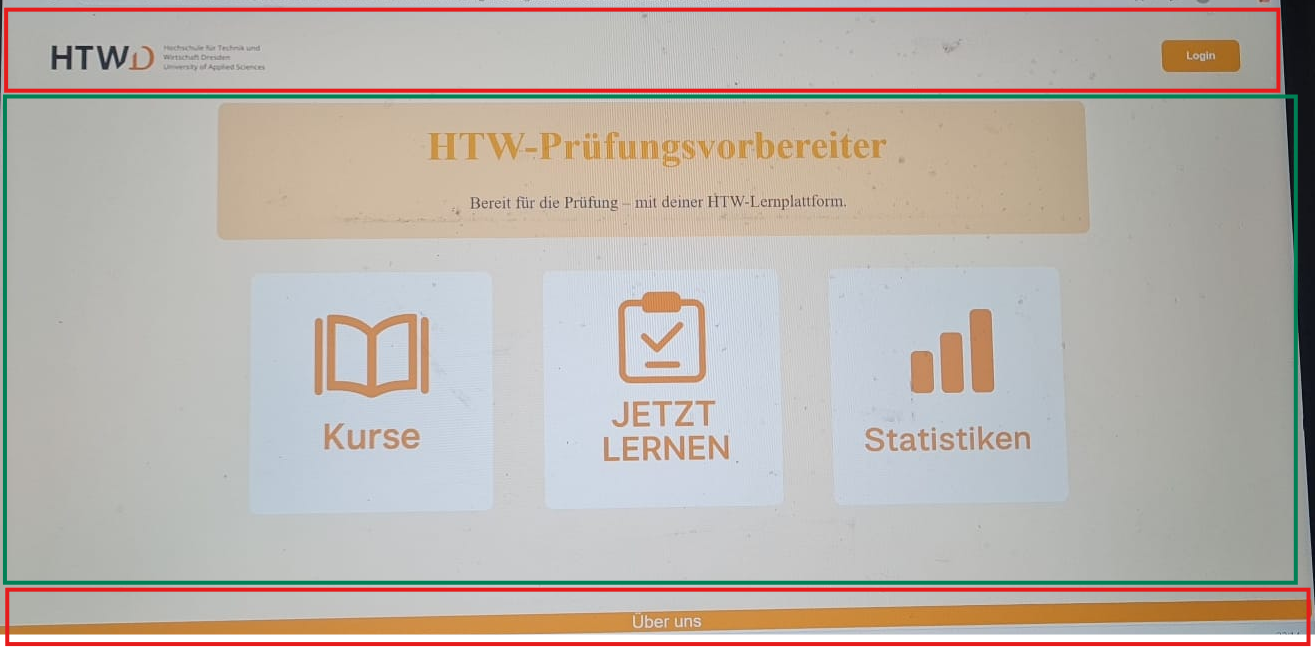 HTWD
Hochschule für Technik und
Wirtschaft Dresden
University of Applied Sciences
Login
HTW-Prüfungsvorbereiter
Bereit für die Prüfung – mit deiner HTW-Lernplattform.
Kurse
JETZT
LERNEN
Statistiken
Über uns